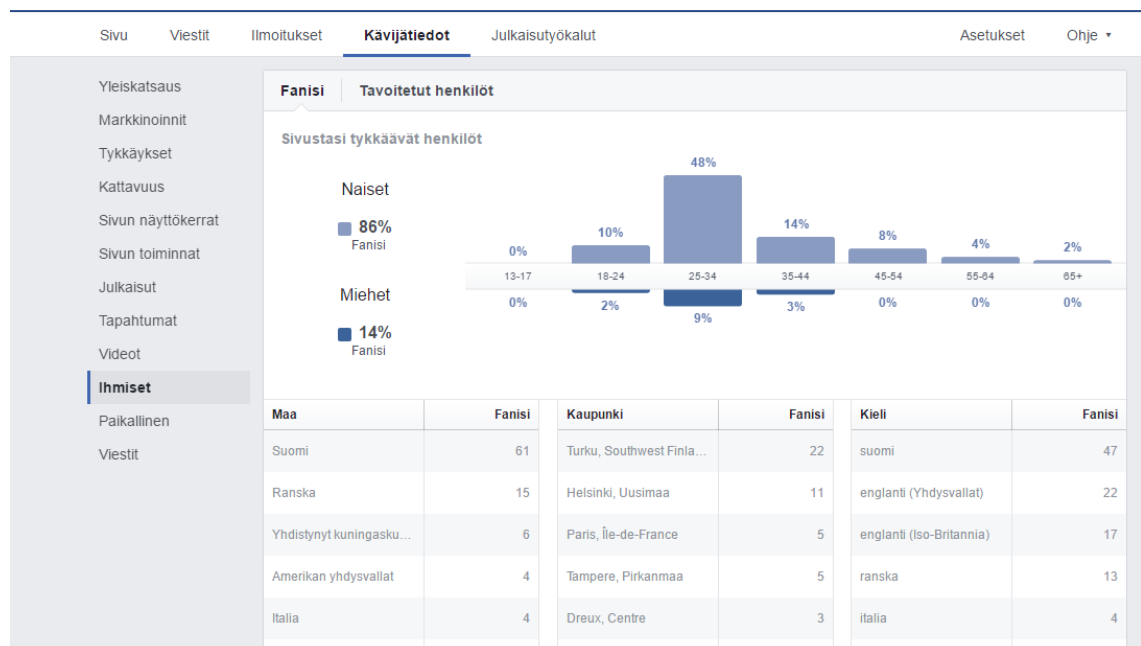 Sivu Viestit Ilmoitukset Kävijätiedot Julkaisutyökalut Asetukset Ohje
Yleiskatsaus
Markkinoinnit
Tykkäykset
Kattavuus
Sivun näyttökerrat
Sivun toiminnat
Julkaisut
Tapahtumat
Videot
Ihmiset
Paikallinen
Viestit
Fanisi Tavoitetut henkilöt
Sivustasi tykkäävät henkilöt
Naiset
86%
Fanisi
0% 10% 48% 14% 8% 4% 2%
13-17 18-24 25-34 35-44 45-54 55-64 65+
0% 2% 9% 3% 0% 0% 0%
Miehet
14%
Fanisi
Maa Fanisi Kaupunki Fanisi Kieli Fanisi
Suomi 61 Turku, Southwest Finla... 22 suomi 47
Ranska 15 Helsinki, Uusimaa 11 englanti (Yhdysvallat) 22
Yhdistynyt kuningasku... 6 Paris, Île-de-France 5 englanti (Iso-Britannia) 17
Amerikan yhdysvallat 4 Tampere, Pirkanmaa 5 ranska 13
Italia 4 Dreux, Centre 3 italia 4